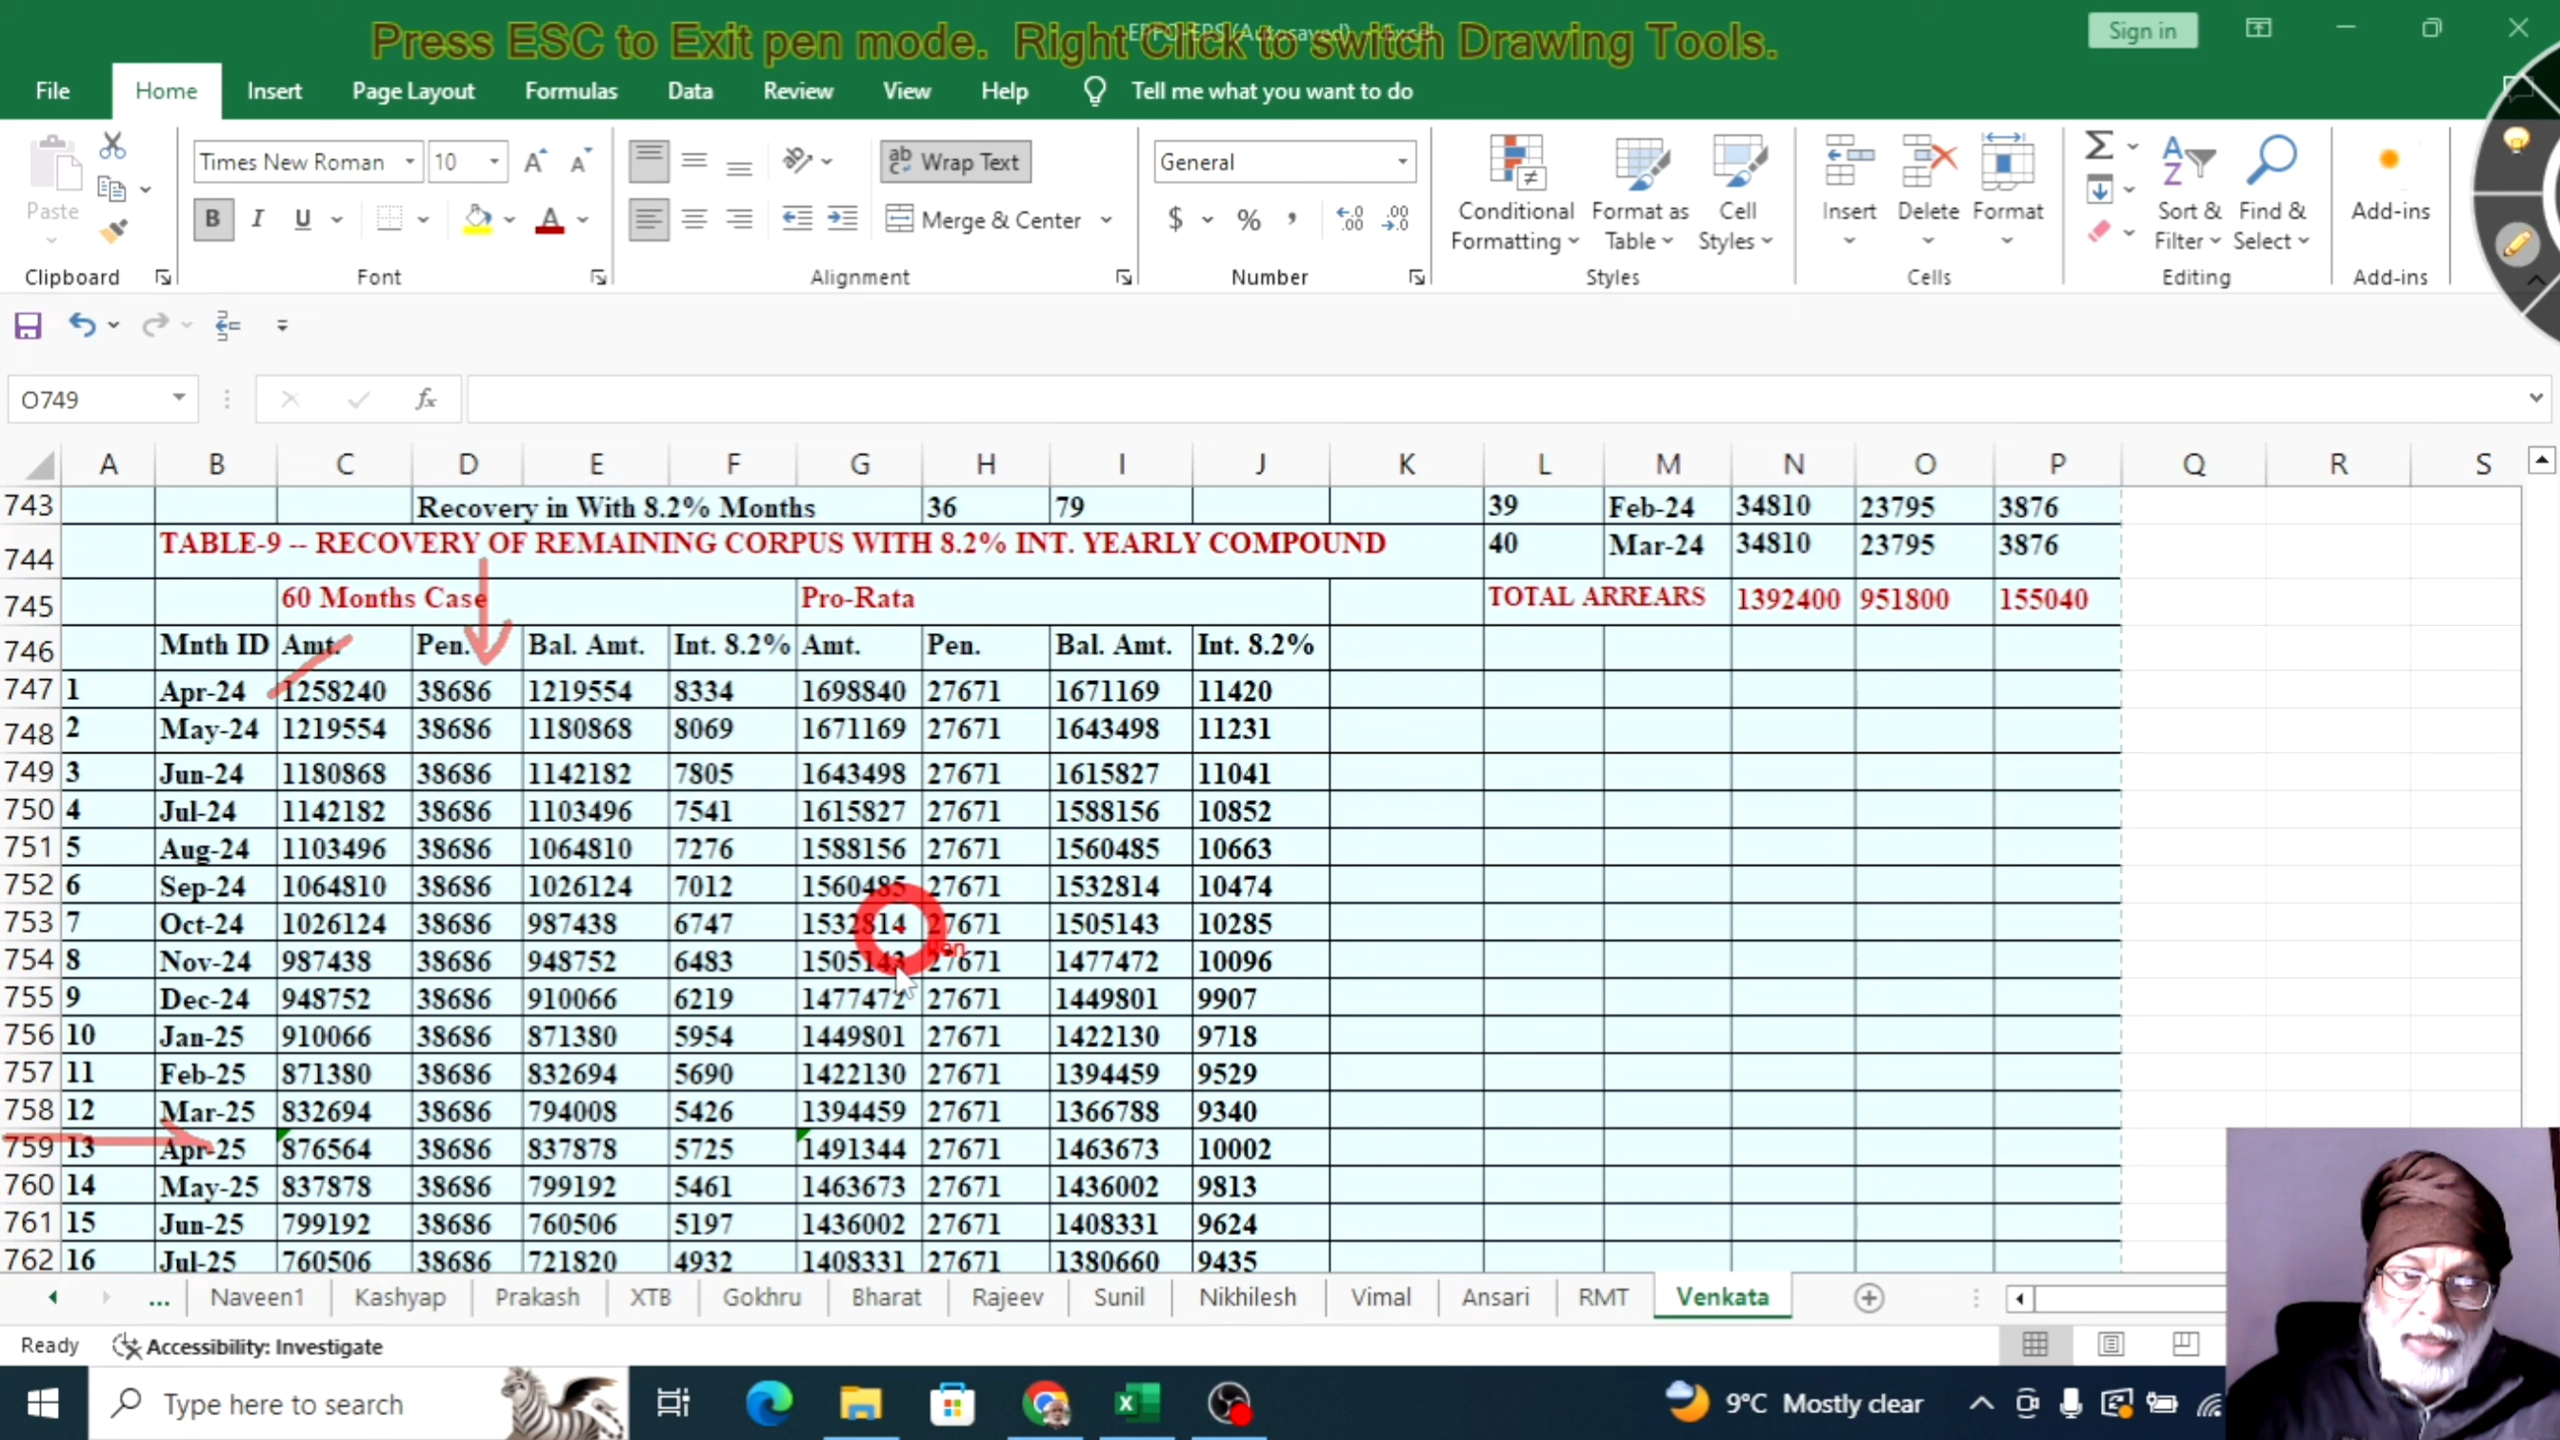 Press ESC to Exit pen mode. Right Click to switch Drawing Tools.
Sign in
File Home Insert Page Layout Formulas Data Review View Help Tell me what you want to do
Paste
Times New Roman 10
Wrap Text
General
B I U
Merge & Center
$ % ,
Conditional Formatting
Format as Table
Cell Styles
Insert Delete Format
Sort & Filter
Find & Select
Add-ins
Clipboard Font Alignment Number Styles Cells Editing Add-ins
O749 fx
A B C D E F G H I J K L M N O P Q R S
743 Recovery in With 8.2% Months 36 79 39 Feb-24 34810 23795 3876
744 TABLE-9 -- RECOVERY OF REMAINING CORPUS WITH 8.2% INT. YEARLY COMPOUND 40 Mar-24 34810 23795 3876
745 60 Months Case Pro-Rata TOTAL ARREARS 1392400 951800 155040
746 Mnth ID Amt. Pen. Bal. Amt. Int. 8.2% Amt. Pen. Bal. Amt. Int. 8.2%
747 1 Apr-24 1258240 38686 1219554 8334 1698840 27671 1671169 11420
748 2 May-24 1219554 38686 1180868 8069 1671169 27671 1643498 11231
749 3 Jun-24 1180868 38686 1142182 7805 1643498 27671 1615827 11041
750 4 Jul-24 1142182 38686 1103496 7541 1615827 27671 1588156 10852
751 5 Aug-24 1103496 38686 1064810 7276 1588156 27671 1560485 10663
752 6 Sep-24 1064810 38686 1026124 7012 1560485 27671 1532814 10474
753 7 Oct-24 1026124 38686 987438 6747 1532814 27671 1505143 10285
754 8 Nov-24 987438 38686 948752 6483 1505143 27671 1477472 10096
755 9 Dec-24 948752 38686 910066 6219 1477472 27671 1449801 9907
756 10 Jan-25 910066 38686 871380 5954 1449801 27671 1422130 9718
757 11 Feb-25 871380 38686 832694 5690 1422130 27671 1394459 9529
758 12 Mar-25 832694 38686 794008 5426 1394459 27671 1366788 9340
759 13 Apr-25 876564 38686 837878 5725 1491344 27671 1463673 10002
760 14 May-25 837878 38686 799192 5461 1463673 27671 1436002 9813
761 15 Jun-25 799192 38686 760506 5197 1436002 27671 1408331 9624
762 16 Jul-25 760506 38686 721820 4932 1408331 27671 1380660 9435
... Naveen1 Kashyap Prakash XTB Gokhru Bharat Rajeev Sunil Nikhilesh Vimal Ansari RMT Venkata
Ready Accessibility: Investigate
Type here to search
9°C Mostly clear